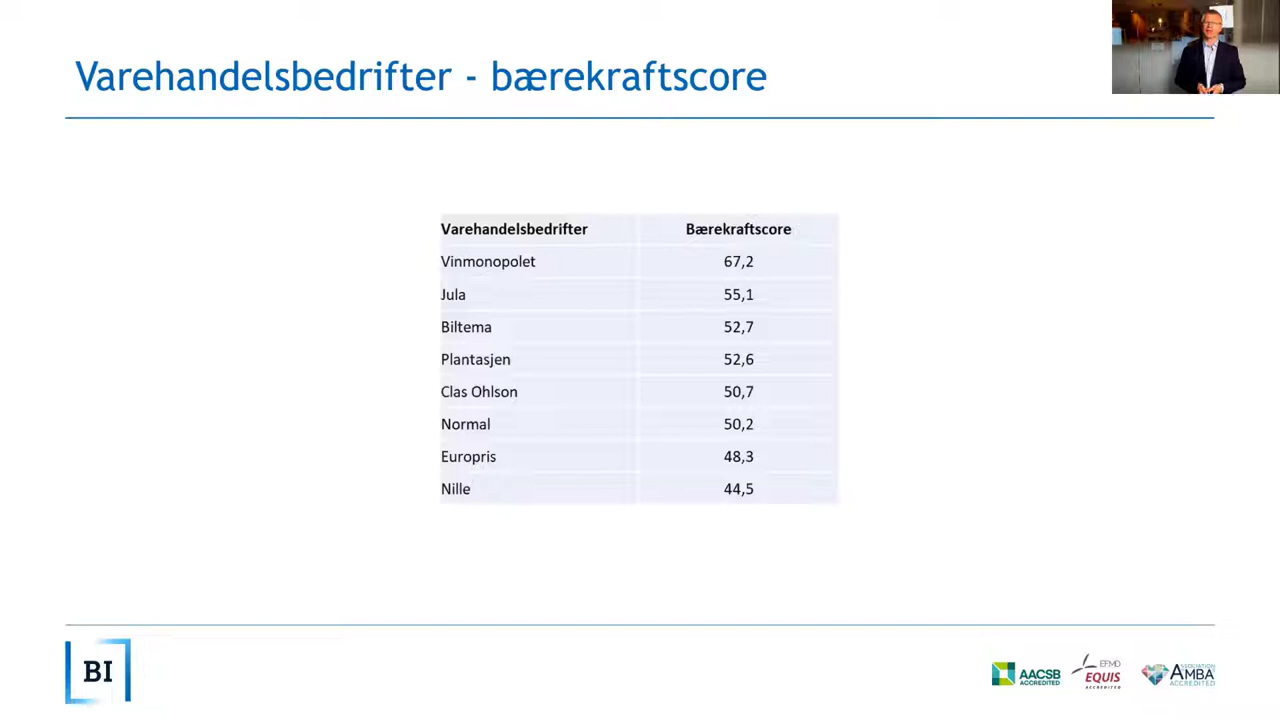 Varehandelsbedrifter - bærekraftscore
Varehandelsbedrifter Bærekraftscore
Vinmonopolet 67,2
Jula 55,1
Biltema 52,7
Plantasjen 52,6
Clas Ohlson 50,7
Normal 50,2
Europris 48,3
Nille 44,5
BI
AACSB
ACCREDITED
EFMD
EQUIS
ACCREDITED
ASSOCIATION
AMBA
ACCREDITED